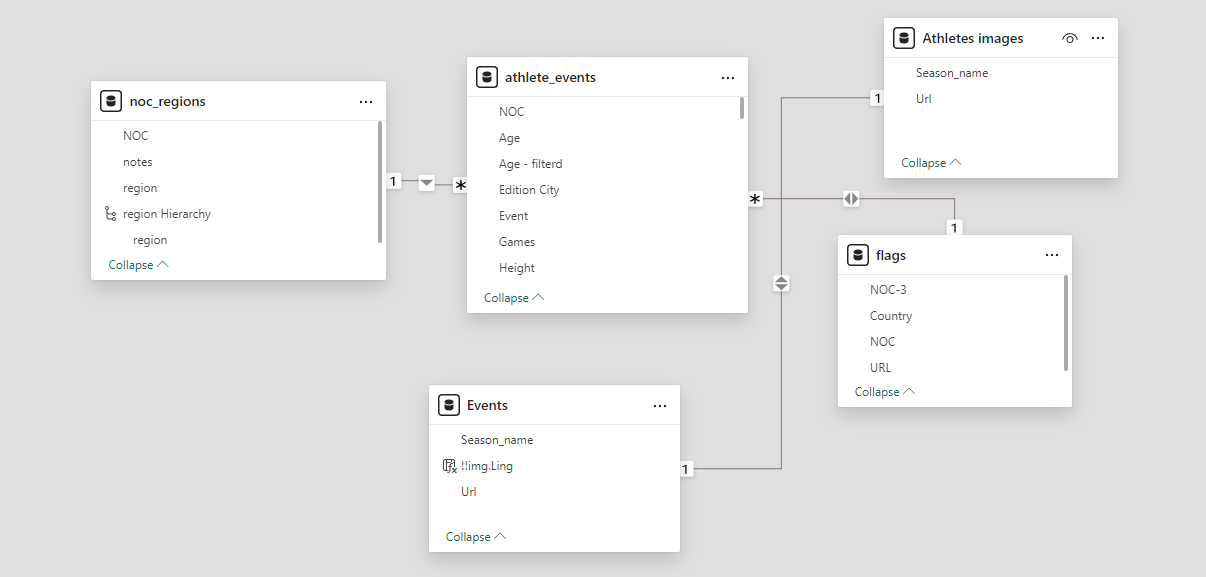 noc_regions
NOC
notes
region
region Hierarchy
region
Collapse
1
*
athlete_events
NOC
Age
Age - filterd
Edition City
Event
Games
Height
Collapse
*
1
Athletes images
Season_name
Url
Collapse
1
flags
NOC-3
Country
NOC
URL
Collapse
Events
Season_name
!!img.Ling
Url
Collapse
1